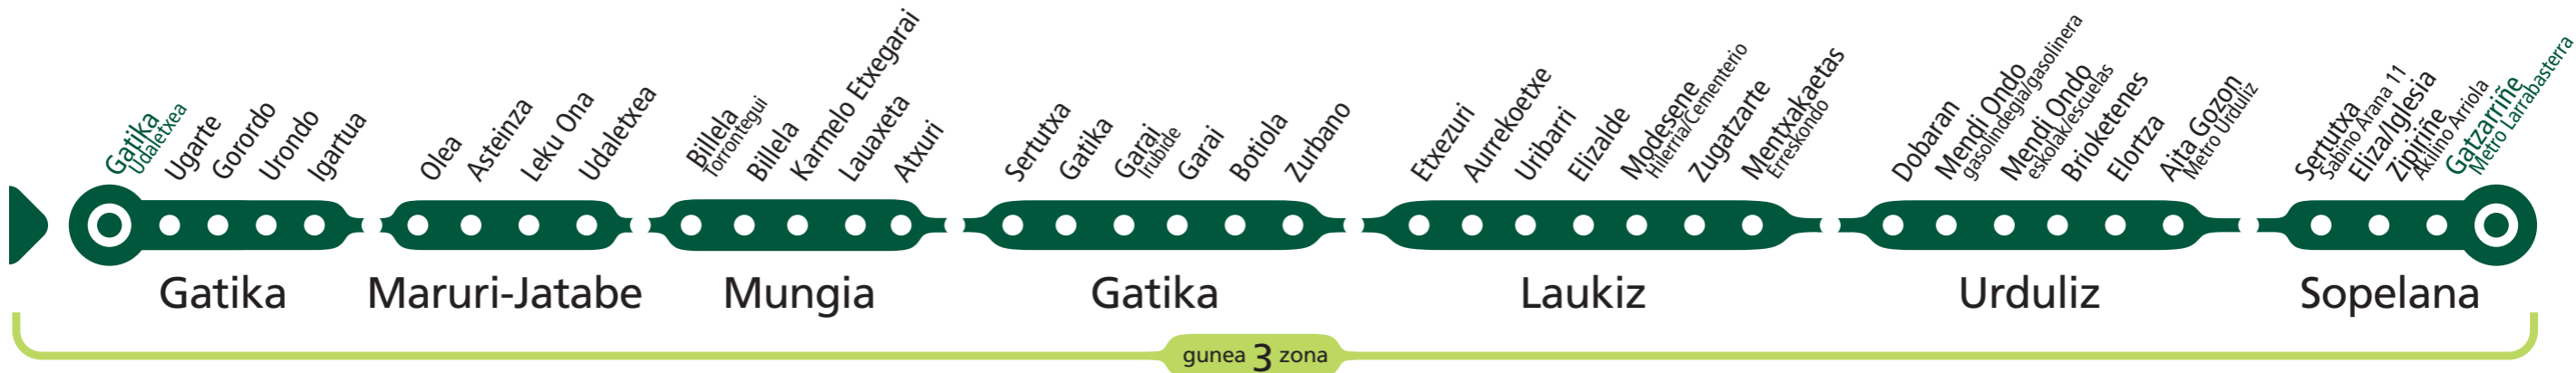 Gatika
Udaletxea
Ugarte
Gorordo
Urondo
Igartua
Olea
Asteinza
Leku Ona
Udaletxea
Billela
Torrontegui
Billela
Karmelo Etxegarai
Lauaxeta
Atxuri
Sertutxa
Gatika
Garai
Irubide
Garai
Botiola
Zurbano
Etxezuri
Aurrekoetxe
Uribarri
Elizalde
Modesene
Hilerria/Cementerio
Zugatzarte
Mentxakaetas
Erreskondo
Dobaran
Mendi Ondo
gasolindegia/gasolinera
Mendi Ondo
eskolak/escuelas
Brioketenes
Elortza
Aita Gozon
Metro Urduliz
Sertutxa
Sabino Arana 11
Eliza/Iglesia
Zipiriñe
Akilino Arriola
Gatzarriñe
Metro Larrabasterra
Gatika
Maruri-Jatabe
Mungia
Gatika
Laukiz
Urduliz
Sopelana
gunea 3 zona